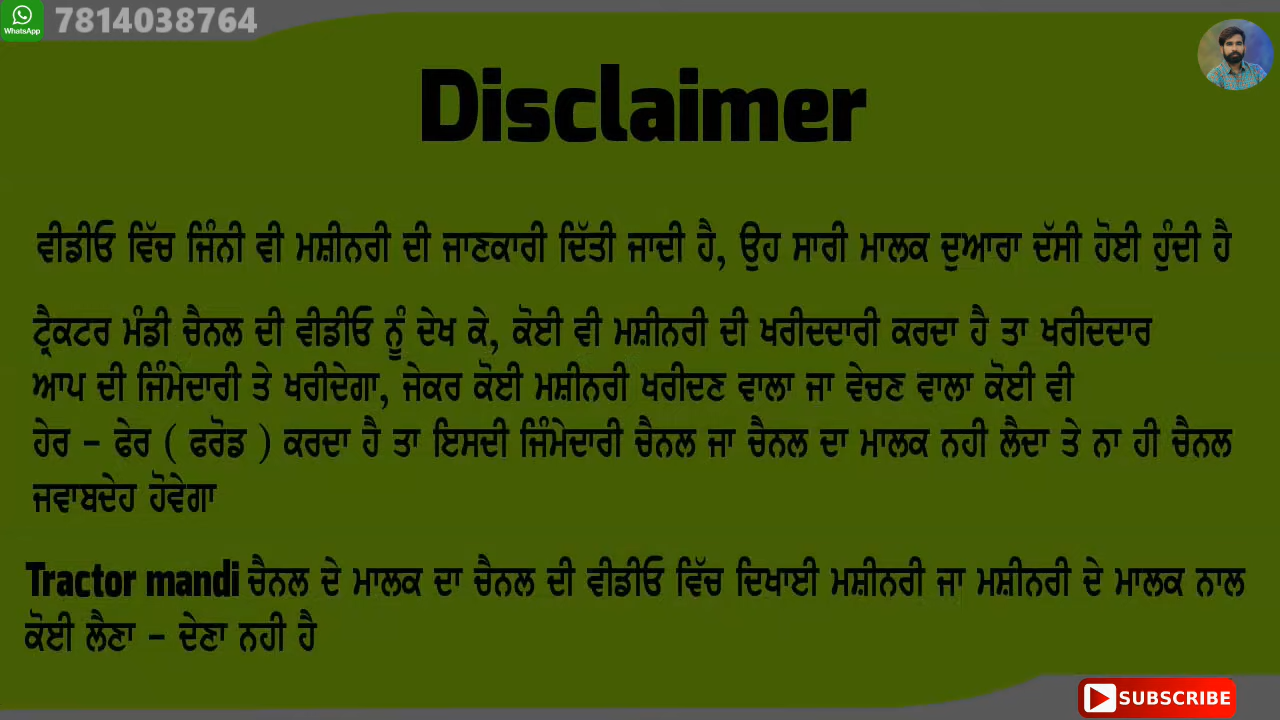 WhatsApp 7814038764
Disclaimer
ਵੀਡੀਓ ਵਿੱਚ ਜਿੰਨੀ ਵੀ ਮਸ਼ੀਨਰੀ ਦੀ ਜਾਣਕਾਰੀ ਦਿੱਤੀ ਜਾਦੀ ਹੈ, ਉਹ ਸਾਰੀ ਮਾਲਕ ਦੁਆਰਾ ਦੱਸੀ ਹੋਈ ਹੁੰਦੀ ਹੈ
ਟ੍ਰੈਕਟਰ ਮੰਡੀ ਚੈਨਲ ਦੀ ਵੀਡੀਓ ਨੂੰ ਦੇਖ ਕੇ, ਕੋਈ ਵੀ ਮਸ਼ੀਨਰੀ ਦੀ ਖਰੀਦਦਾਰੀ ਕਰਦਾ ਹੈ ਤਾ ਖਰੀਦਦਾਰ
ਆਪ ਦੀ ਜਿੰਮੇਦਾਰੀ ਤੇ ਖਰੀਦੇਗਾ, ਜੇਕਰ ਕੋਈ ਮਸ਼ੀਨਰੀ ਖਰੀਦਣ ਵਾਲਾ ਜਾ ਵੇਚਣ ਵਾਲਾ ਕੋਈ ਵੀ
ਹੇਰ - ਫੇਰ ( ਫਰੋਡ ) ਕਰਦਾ ਹੈ ਤਾ ਇਸਦੀ ਜਿੰਮੇਦਾਰੀ ਚੈਨਲ ਜਾ ਚੈਨਲ ਦਾ ਮਾਲਕ ਨਹੀ ਲੈਦਾ ਤੇ ਨਾ ਹੀ ਚੈਨਲ
ਜਵਾਬਦੇਹ ਹੋਵੇਗਾ
Tractor mandi ਚੈਨਲ ਦੇ ਮਾਲਕ ਦਾ ਚੈਨਲ ਦੀ ਵੀਡੀਓ ਵਿੱਚ ਦਿਖਾਈ ਮਸ਼ੀਨਰੀ ਜਾ ਮਸ਼ੀਨਰੀ ਦੇ ਮਾਲਕ ਨਾਲ
ਕੋਈ ਲੈਣਾ - ਦੇਣਾ ਨਹੀ ਹੈ
SUBSCRIBE